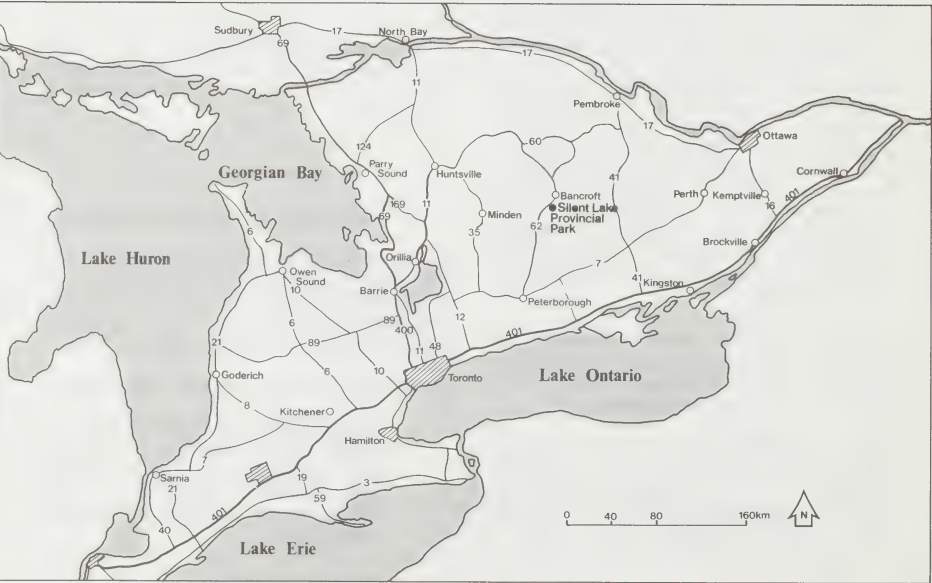 Sudbury
17
North Bay
69
17
11
Pembroke
17
Ottawa
60
124
Parry
Sound
Georgian Bay
Huntsville
41
Cornwall
Bancroft
Perth
Kemptville
401
16
169
11
Silent Lake
Provincial
Park
Minden
69
6
35
62
Brockville
Lake Huron
Orillia
7
Owen
Sound
41
Kingston
10
Barrie
Peterborough
6
89
12
400
401
89
21
11
48
6
10
Goderich
Toronto
Lake Ontario
8
Kitchener
Hamilton
7
Sarnia
19
3
21
59
401
40
0 40 80 160km
N
Lake Erie